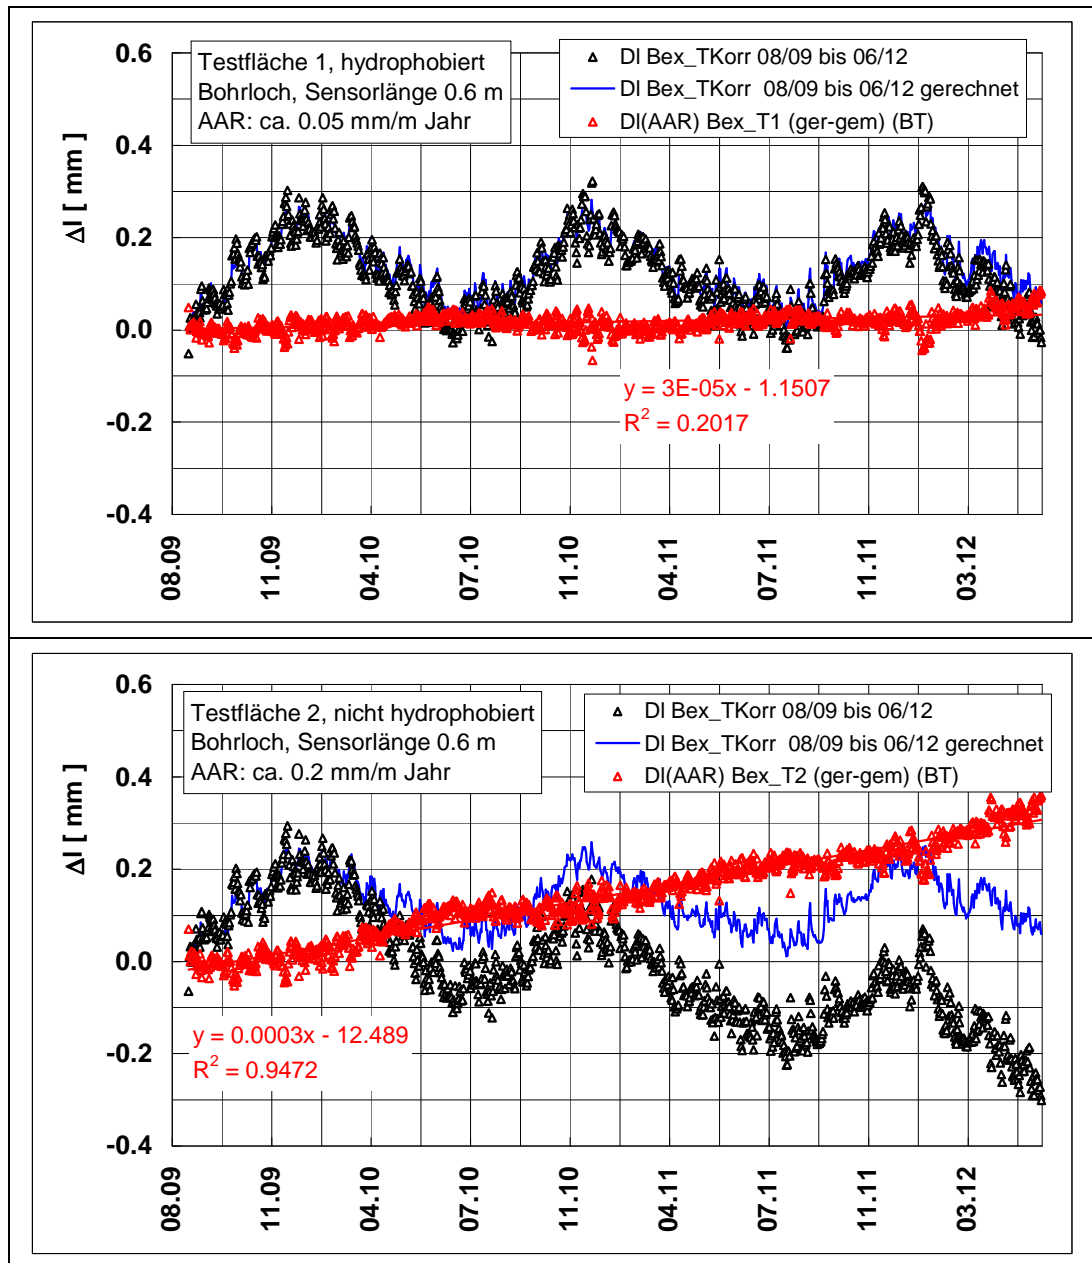 0.6
0.4
0.2
0.0
-0.2
-0.4
Δl [ mm ]
Testfläche 1, hydrophobiert
Bohrloch, Sensorlänge 0.6 m
AAR: ca. 0.05 mm/m Jahr
Dl Bex_TKorr 08/09 bis 06/12
Dl Bex_TKorr 08/09 bis 06/12 gerechnet
Dl(AAR) Bex_T1 (ger-gem) (BT)
y = 3E-05x - 1.1507
R² = 0.2017
08.09
11.09
04.10
07.10
11.10
04.11
07.11
11.11
03.12
0.6
0.4
0.2
0.0
-0.2
-0.4
Δl [ mm ]
Testfläche 2, nicht hydrophobiert
Bohrloch, Sensorlänge 0.6 m
AAR: ca. 0.2 mm/m Jahr
Dl Bex_TKorr 08/09 bis 06/12
Dl Bex_TKorr 08/09 bis 06/12 gerechnet
Dl(AAR) Bex_T2 (ger-gem) (BT)
y = 0.0003x - 12.489
R² = 0.9472
08.09
11.09
04.10
07.10
11.10
04.11
07.11
11.11
03.12